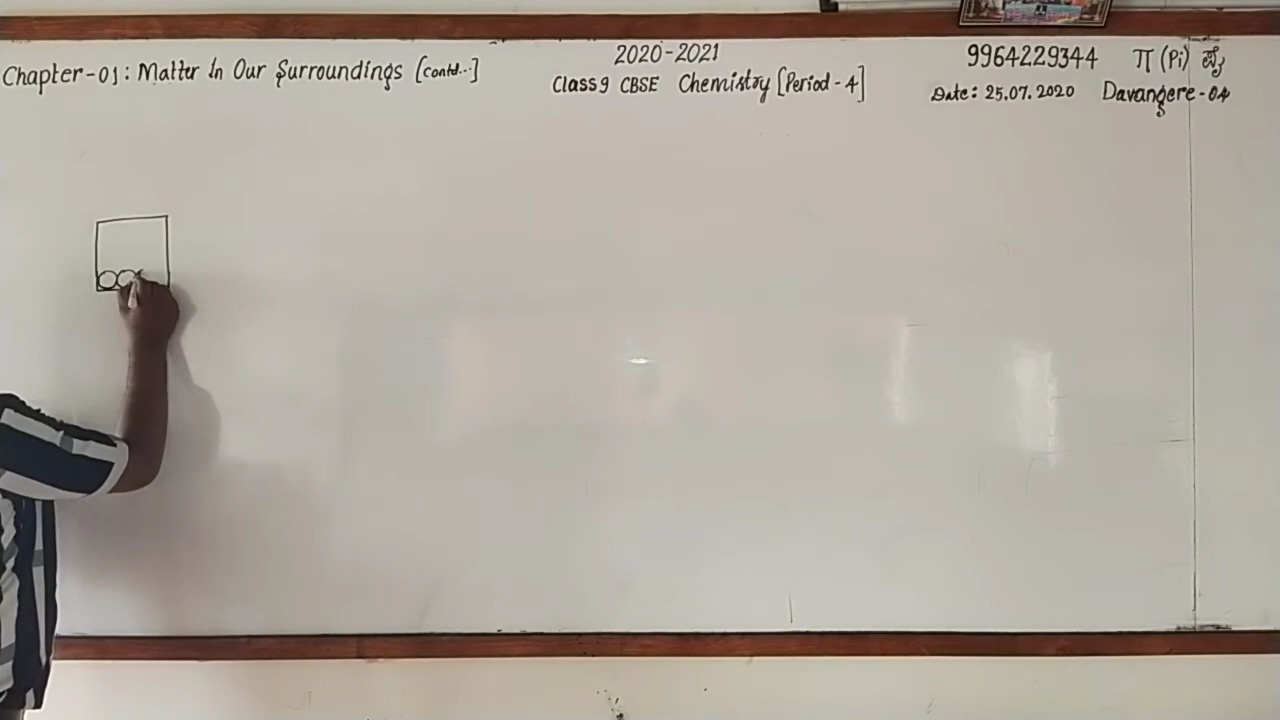 Chapter-01: Matter In Our Surroundings [contd...]
2020-2021
Class 9 CBSE Chemistry [Period - 4]
9964229344 π (Pi)
Date: 25.07.2020 Davangere-04